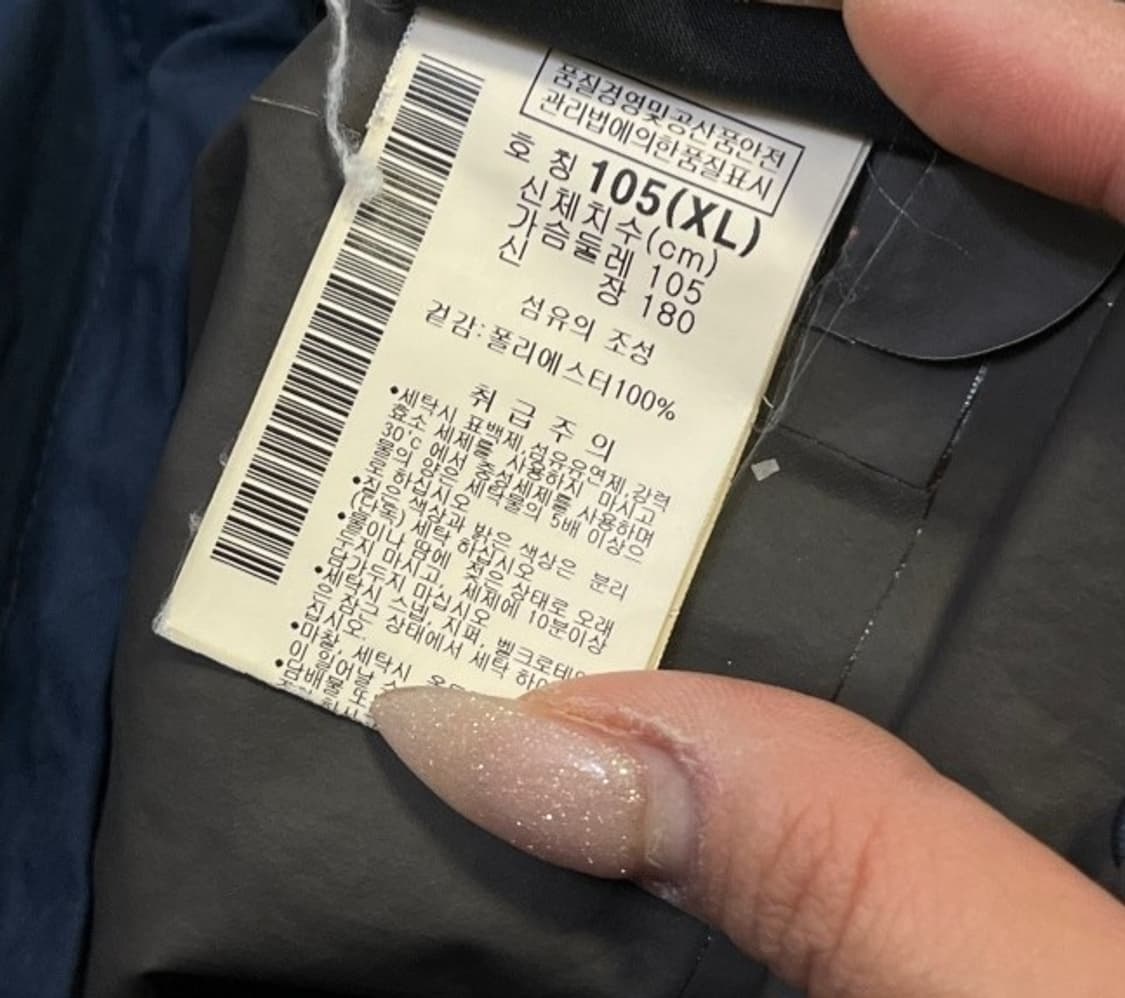 품질경영및공산품안전
관리법에의한품질표시
호 칭 105(XL)
신체치수(cm)
가슴둘레 105
신 장 180
섬유의 조성
겉감:폴리에스터100%
취 급 주 의
•세탁시 표백제,섬유유연제,강력
효소 세제를 사용하지 마시고
30˚c 에서 중성세제를 사용하면
물의 양은 세탁물의 5배 이상으
로 하십시오
•짙은 색상과 밝은 색상은 분리
(단독) 세탁 하십시오
•물이나 땀에 젖은 상태로 오래
두지 마시고, 세제에 10분이상
담가두지 마십시오
•세탁시 스냅, 지퍼, 벨크로테
은 잠근 상태에서 세탁 하
십시오
•마찰, 세탁시
이 일어날
•담배불